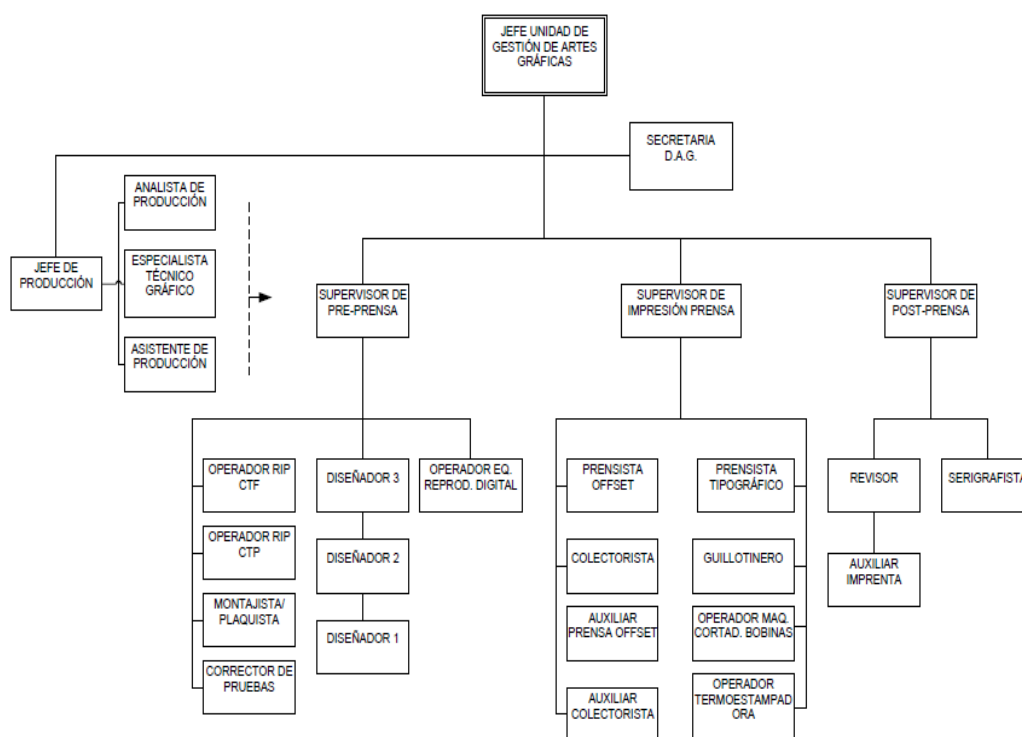 JEFE UNIDAD DE
GESTIÓN DE ARTES
GRÁFICAS
SECRETARIA
D.A.G.
ANALISTA DE
PRODUCCIÓN
JEFE DE
PRODUCCIÓN
ESPECIALISTA
TÉCNICO
GRÁFICO
ASISTENTE DE
PRODUCCIÓN
SUPERVISOR DE
PRE-PRENSA
SUPERVISOR DE
IMPRESIÓN PRENSA
SUPERVISOR DE
POST-PRENSA
OPERADOR RIP
CTF
OPERADOR RIP
CTP
MONTAJISTA/
PLAQUISTA
CORRECTOR DE
PRUEBAS
DISEÑADOR 3
DISEÑADOR 2
DISEÑADOR 1
OPERADOR EQ.
REPROD. DIGITAL
PRENSISTA
OFFSET
COLECTORISTA
AUXILIAR
PRENSA OFFSET
AUXILIAR
COLECTORISTA
PRENSISTA
TIPOGRÁFICO
GUILLOTINERO
OPERADOR MAQ.
CORTAD. BOBINAS
OPERADOR
TERMOESTAMPAD
ORA
REVISOR
AUXILIAR
IMPRENTA
SERIGRAFISTA